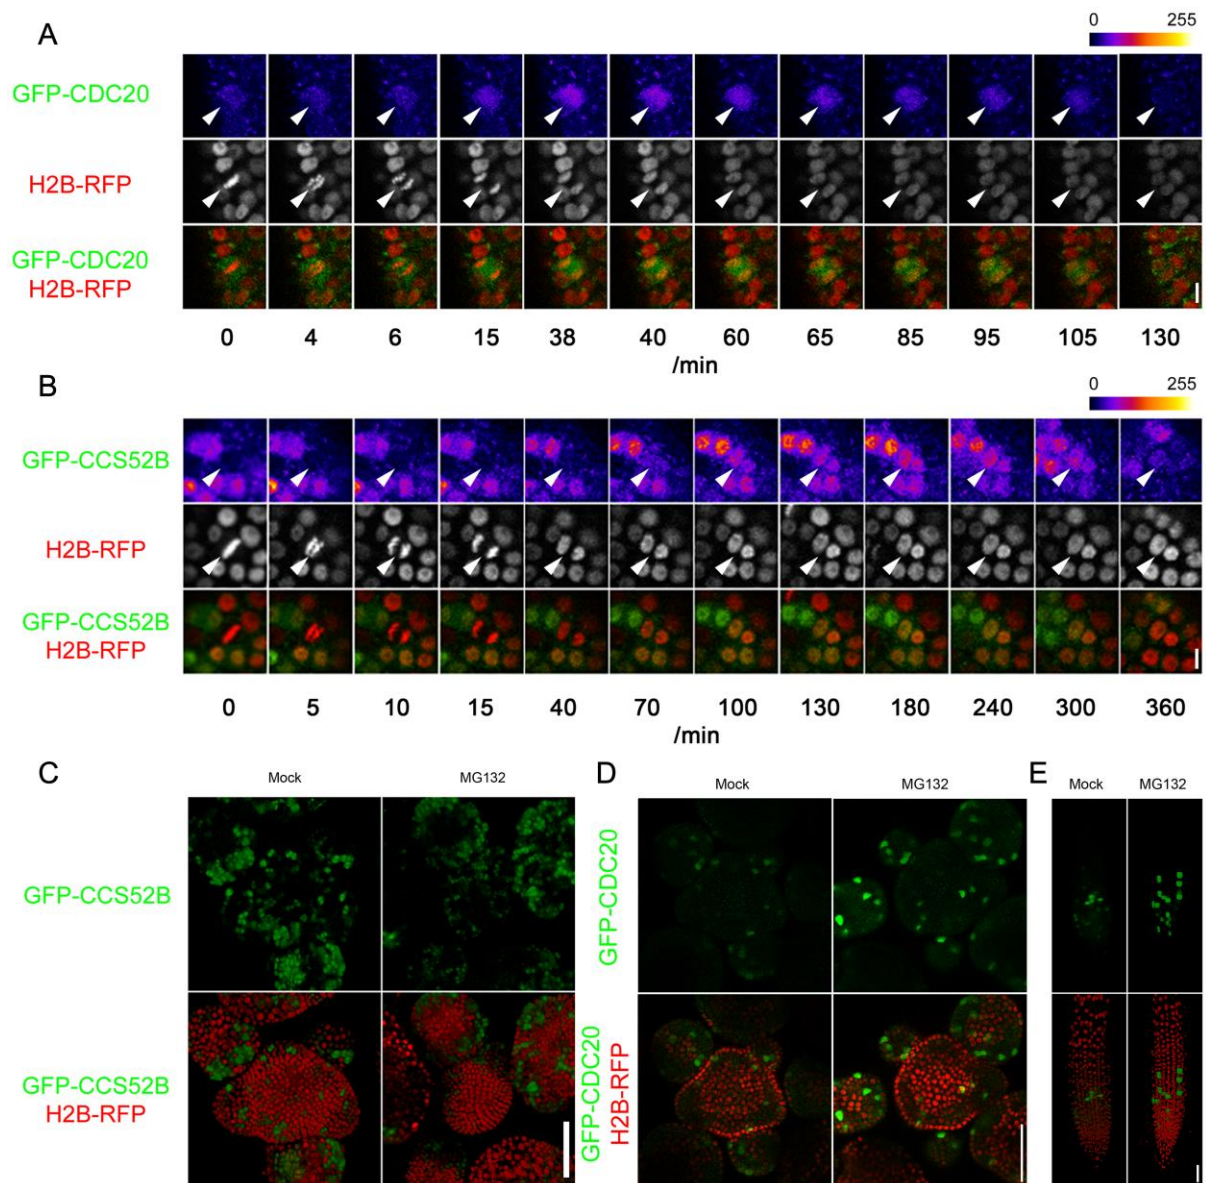 A
0 255
GFP-CDC20
H2B-RFP
GFP-CDC20
H2B-RFP
0 4 6 15 38 40 60 65 85 95 105 130
/min
B
0 255
GFP-CCS52B
H2B-RFP
GFP-CCS52B
H2B-RFP
0 5 10 15 40 70 100 130 180 240 300 360
/min
C
Mock MG132
GFP-CCS52B
GFP-CCS52B
H2B-RFP
D
Mock MG132
GFP-CDC20
GFP-CDC20
H2B-RFP
E
Mock MG132